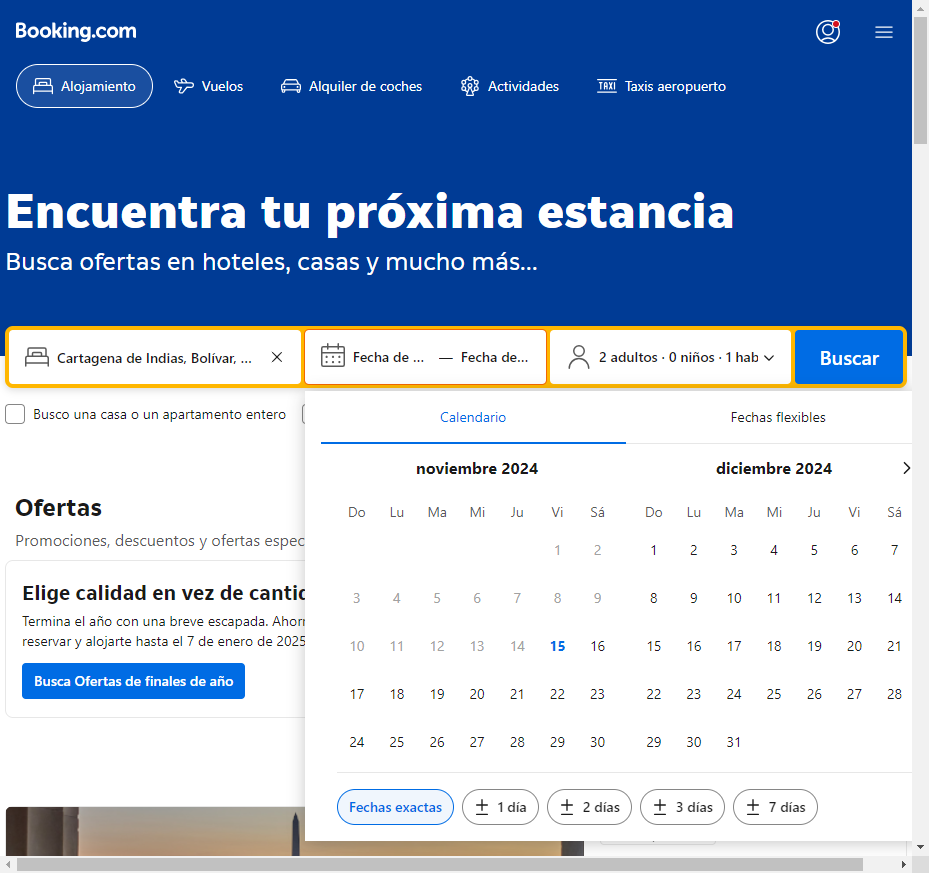 Booking.com
Alojamiento
Vuelos
Alquiler de coches
Actividades
TAXI Taxis aeropuerto
Encuentra tu próxima estancia
Busca ofertas en hoteles, casas y mucho más...
Cartagena de Indias, Bolívar, ...
Fecha de ... — Fecha de...
2 adultos · 0 niños · 1 hab
Buscar
Busco una casa o un apartamento entero
Calendario
Fechas flexibles
noviembre 2024
Do Lu Ma Mi Ju Vi Sá
1 2
3 4 5 6 7 8 9
10 11 12 13 14 15 16
17 18 19 20 21 22 23
24 25 26 27 28 29 30
diciembre 2024
Do Lu Ma Mi Ju Vi Sá
1 2 3 4 5 6 7
8 9 10 11 12 13 14
15 16 17 18 19 20 21
22 23 24 25 26 27 28
29 30 31
Fechas exactas
± 1 día
± 2 días
± 3 días
± 7 días
Ofertas
Promociones, descuentos y ofertas espec
Elige calidad en vez de cantid
Termina el año con una breve escapada. Ahorr
reservar y alojarte hasta el 7 de enero de 2025
Busca Ofertas de finales de año